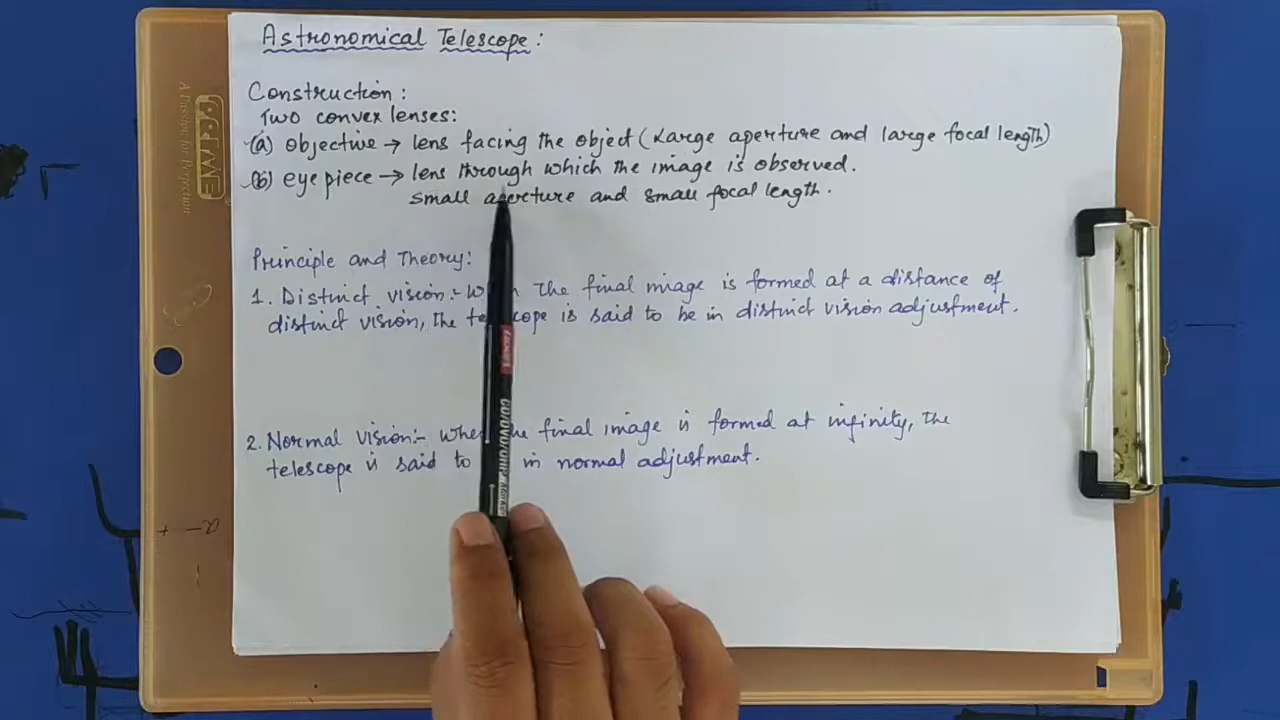 Astronomical Telescope:
Construction:
Two convex lenses:
(a) Objective → lens facing the object (Large aperture and large focal length)
(b) eye piece → lens through which the image is observed.
small aperture and small focal length.
Principle and Theory:
1. Distinct vision:- the final image is formed at a distance of
distinct vision, the is said to be in distinct vision adjustment.
2. Normal vision:- final image is formed at infinity, the
telescope is said to in normal adjustment.